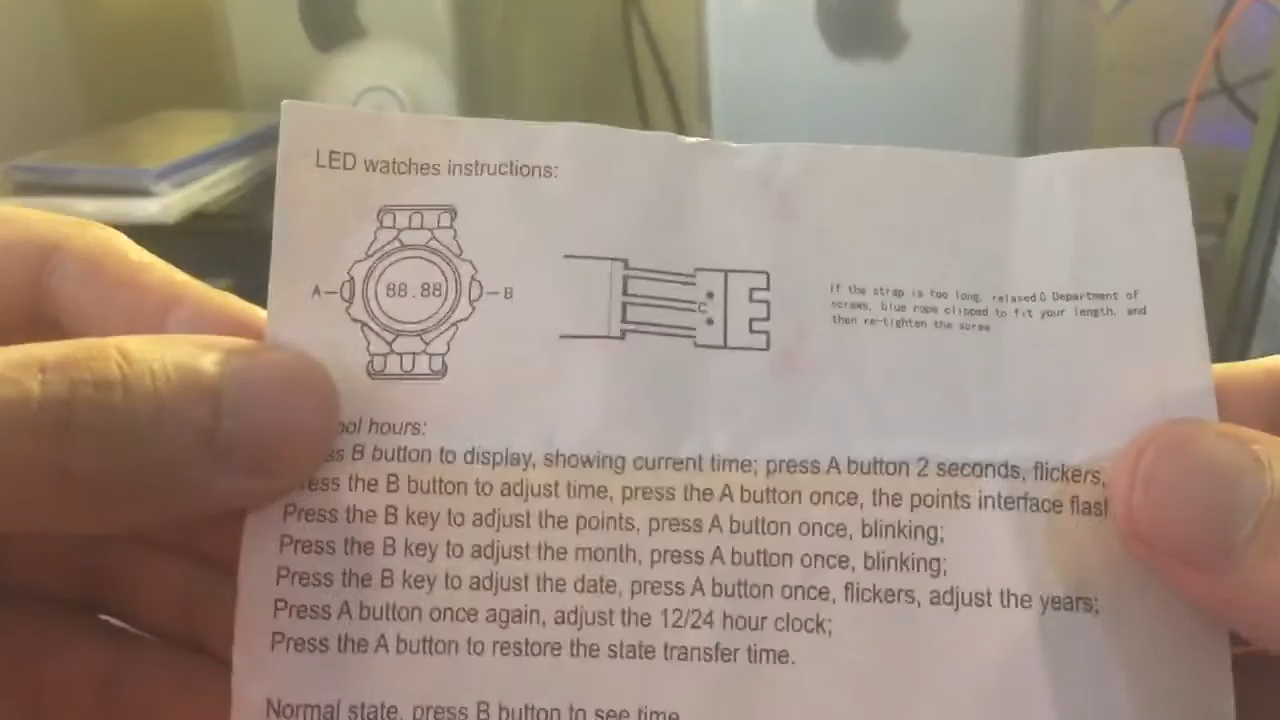 LED watches instructions:
A
88.88
B
C
If the strap is too long, relaxed G Department of
screws, blue rope clipped to fit your length, and
then re-tighten the screw
ool hours:
ss B button to display, showing current time; press A button 2 seconds, flickers,
ress the B button to adjust time, press the A button once, the points interface flas
Press the B key to adjust the points, press A button once, blinking;
Press the B key to adjust the month, press A button once, blinking;
Press the B key to adjust the date, press A button once, flickers, adjust the years;
Press A button once again, adjust the 12/24 hour clock;
Press the A button to restore the state transfer time.
Normal state, press B button to see time